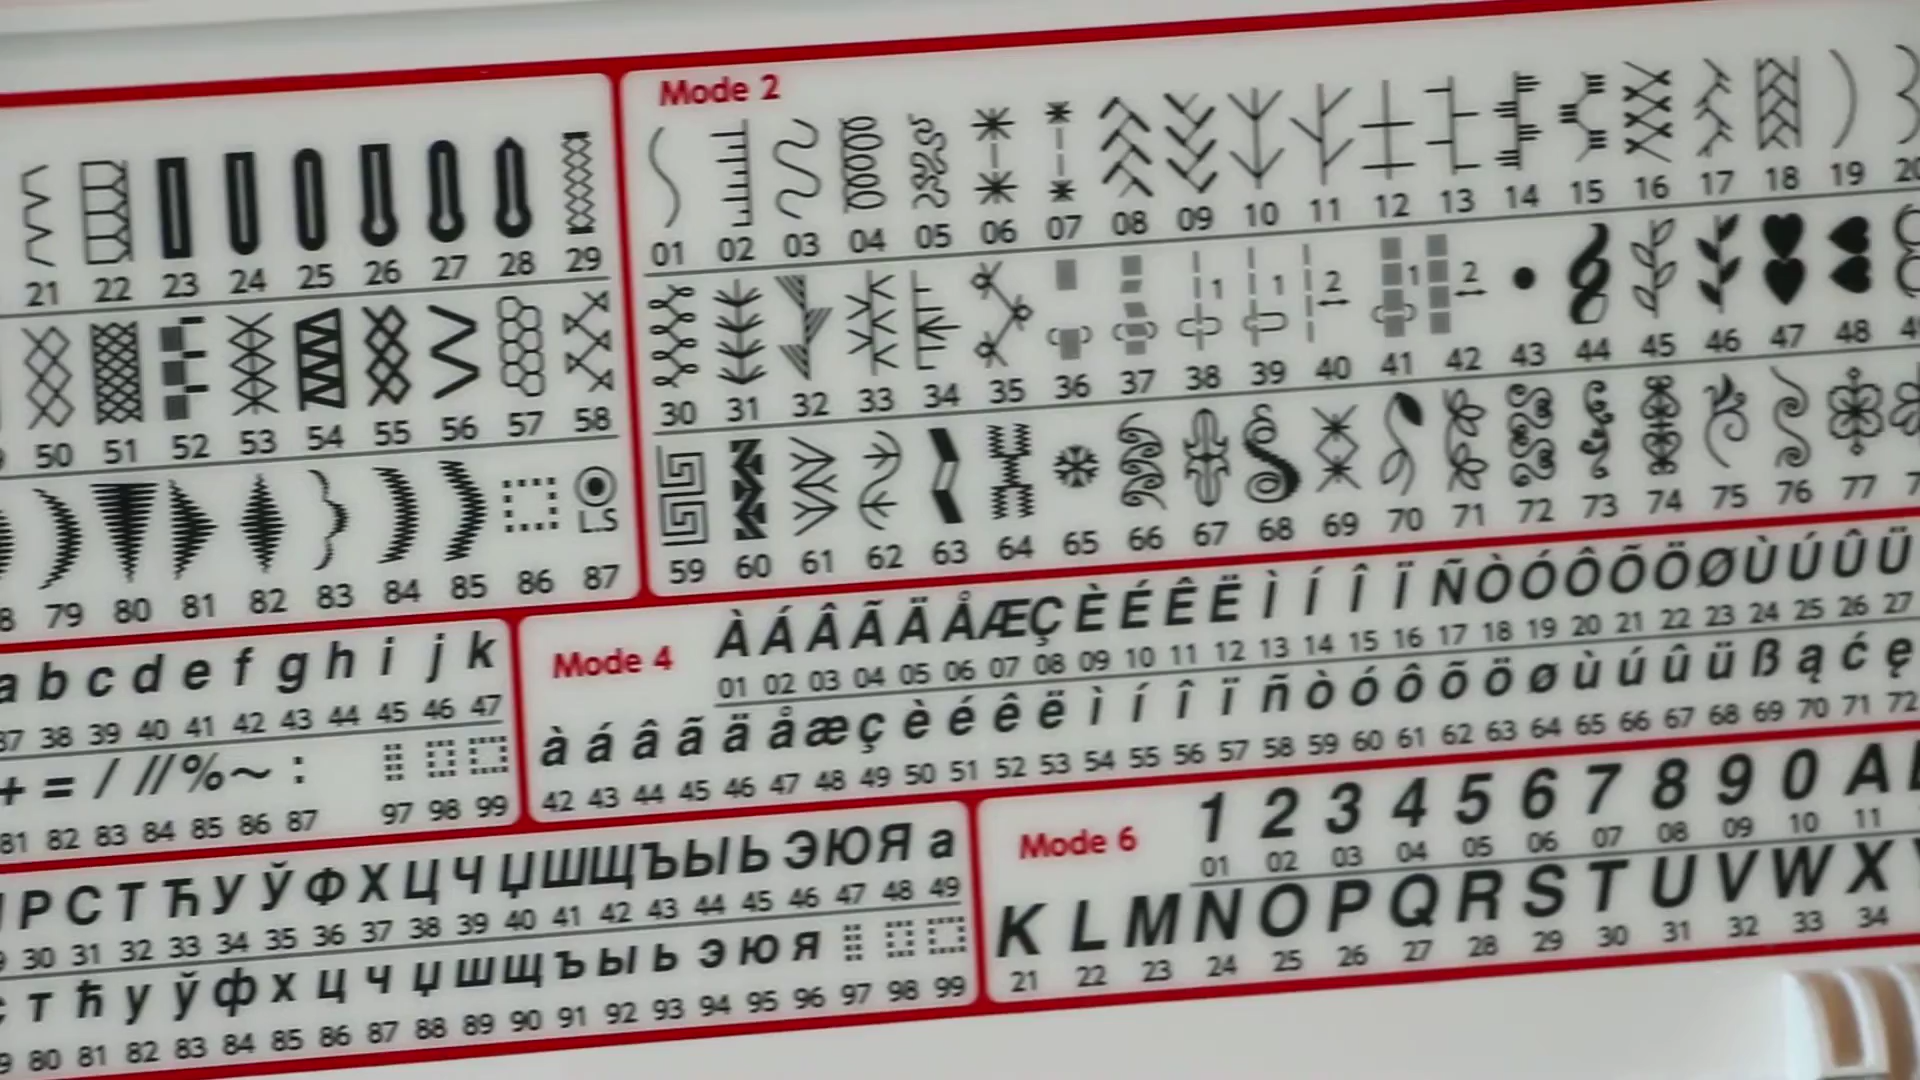 21 22 23 24 25 26 27 28 29
50 51 52 53 54 55 56 57 58
L.S
79 80 81 82 83 84 85 86 87
Mode 2
01 02 03 04 05 06 07 08 09 10 11 12 13 14 15 16 17 18 19 20
1 1 2 1 2
30 31 32 33 34 35 36 37 38 39 40 41 42 43 44 45 46 47 48
59 60 61 62 63 64 65 66 67 68 69 70 71 72 73 74 75 76 77
a b c d e f g h i j k
37 38 39 40 41 42 43 44 45 46 47
+ = / // % ~ :
81 82 83 84 85 86 87 97 98 99
Mode 4
À Á Â Ã Ä Å Æ Ç È É Ê Ë Ì Í Î Ï Ñ Ò Ó Ô Õ Ö Ø Ù Ú Û Ü
01 02 03 04 05 06 07 08 09 10 11 12 13 14 15 16 17 18 19 20 21 22 23 24 25 26 27
à á â ã ä å æ ç è é ê ë ì í î ï ñ ò ó ô õ ö ø ù ú û ü ß ą ć ę
42 43 44 45 46 47 48 49 50 51 52 53 54 55 56 57 58 59 60 61 62 63 64 65 66 67 68 69 70 71 72
Р С Т Ћ У Ў Ф Х Ц Ч Џ Ш Щ Ъ Ы Ь Э Ю Я а
30 31 32 33 34 35 36 37 38 39 40 41 42 43 44 45 46 47 48 49
т ћ у ў ф х ц ч џ ш щ ъ ы ь э ю я
80 81 82 83 84 85 86 87 88 89 90 91 92 93 94 95 96 97 98 99
Mode 6
1 2 3 4 5 6 7 8 9 0 A
01 02 03 04 05 06 07 08 09 10 11
K L M N O P Q R S T U V W X
21 22 23 24 25 26 27 28 29 30 31 32 33 34